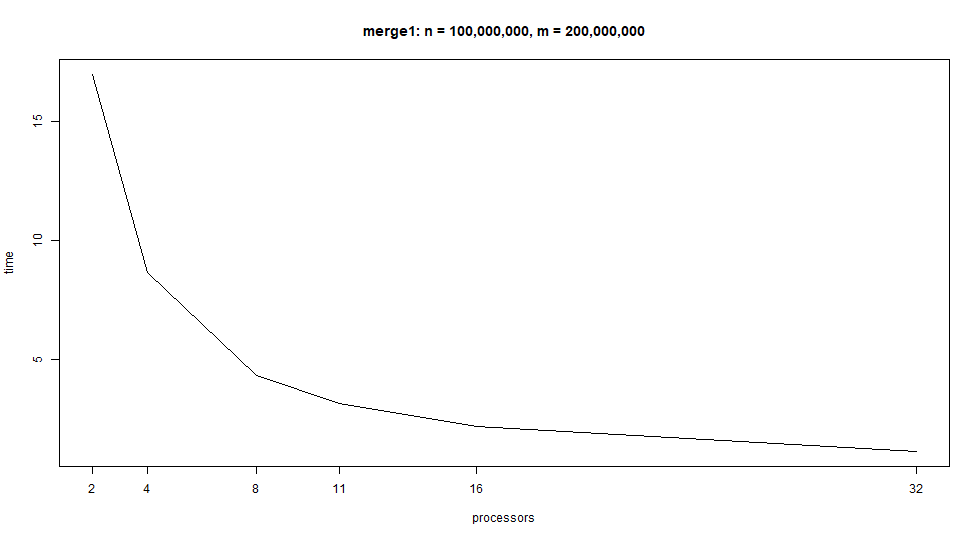 merge1: n = 100,000,000, m = 200,000,000
15
10
5
time
2 4 8 11 16 32
processors